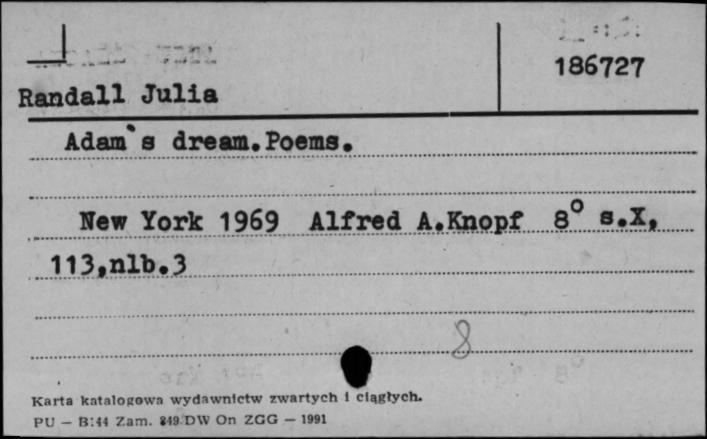 186727
Randall Julia
Adam`s dream.Poems.
New York 1969 Alfred A.Knopf 8° s.X,
113,nlb.3
8
Karta katalogowa wydawnictw zwartych i ciągłych.
PU — B:44 Zam. 849 DW On ZGG — 1991